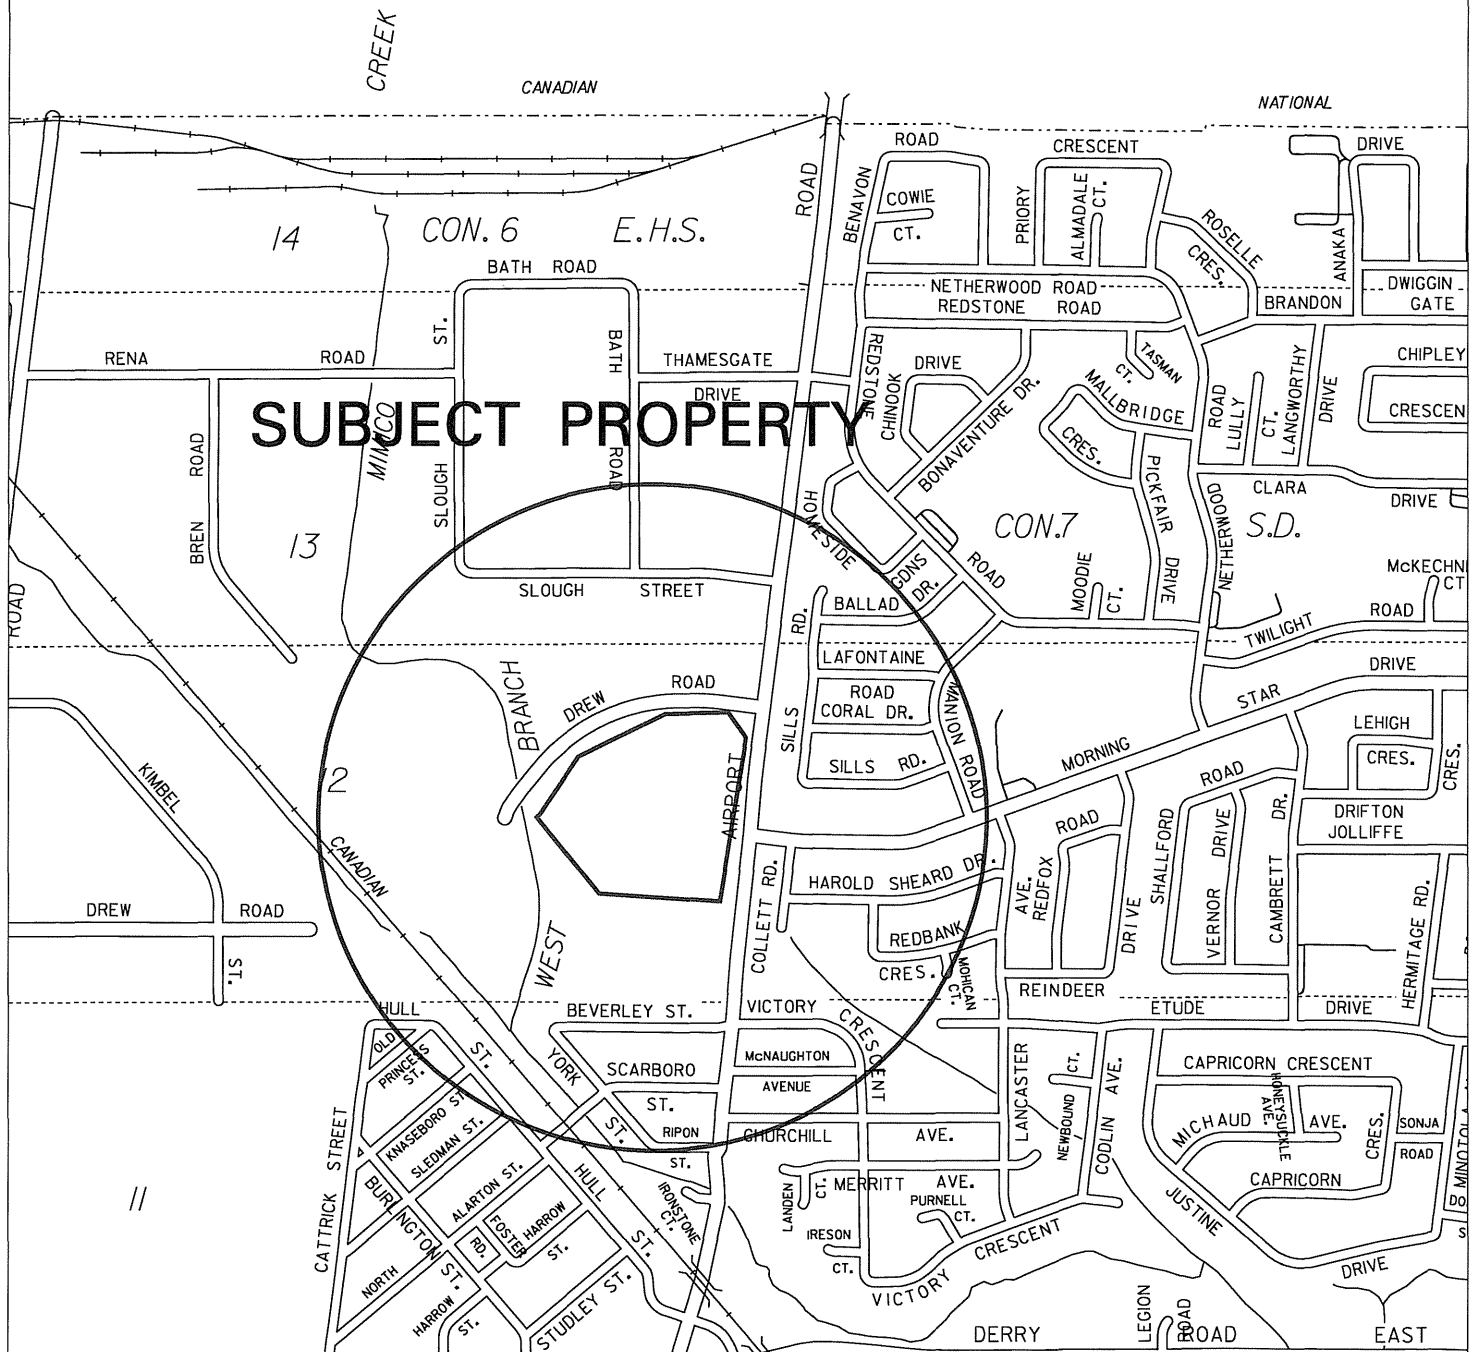 CREEK
CANADIAN
NATIONAL
ROAD
CRESCENT
DRIVE
BENAVON
ROAD
COWIE
CT.
PRIORY
ALMADALE
CT.
ROSELLE
CRES.
ANAKA
14
CON. 6
E.H.S.
BATH ROAD
NETHERWOOD ROAD
REDSTONE ROAD
BRANDON
DWIGGIN
GATE
ST.
RENA ROAD
BATH
THAMESGATE
DRIVE
REDSTONE
CHINOOK
DRIVE
BONAVENTURE DR.
TASMAN
CT.
MALLBRIDGE
CRES.
ROAD
LULLY
CT.
LANGWORTHY
DRIVE
CHIPLEY
CRESCEN
SUBJECT PROPERTY
MIMICO
BREN ROAD
SLOUGH
ROAD
PICKFAIR
DRIVE
CLARA
DRIVE
NETHERWOOD
13
CON.7
S.D.
HOMESIDE
GDNS
DR.
ROAD
MOODIE
CT.
McKECHNI
CT
SLOUGH STREET
ROAD
RD.
BALLAD
TWILIGHT
ROAD
LAFONTAINE
DRIVE
BRANCH
DREW ROAD
SILLS
ROAD
CORAL DR.
MANION ROAD
STAR
MORNING
LEHIGH
CRES.
CRES.
SILLS RD.
12
KIMBEL
AIRPORT
ROAD
DRIFTON
JOLLIFFE
CANADIAN
ROAD
SHALLFORD
DRIVE
VERNOR
DR.
CAMBRETT
COLLETT RD.
HAROLD SHEARD DR.
AVE.
REDFOX
DRIVE
HERMITAGE RD.
DREW ROAD
ST.
WEST
REDBANK
CRES.
MOHICAN
CT.
REINDEER
HULL
BEVERLEY ST.
VICTORY
CRESCENT
ETUDE
DRIVE
OLD
PRINCESS
ST.
ST.
YORK
SCARBORO
McNAUGHTON
AVENUE
CAPRICORN CRESCENT
KNASEBORO ST.
SLEDMAN ST.
ST.
ST.
RIPON
ST.
CHURCHILL
AVE.
LANCASTER
CT.
NEWBOUND
CODLIN AVE.
MICHAUD
HONEYSUCKLE
AVE.
AVE.
CRES.
SONJA
ROAD
MINOTOLA
CATTRICK STREET
11
BURLINGTON
ST.
ALARTON ST.
HULL
ST.
IRONSTONE
CT.
LANDEN
CT.
MERRITT
AVE.
PURNELL
CT.
CAPRICORN
JUSTINE
DO
S
FOSTER
RD.
HARROW
ST.
IRESON
CT.
CRESCENT
VICTORY
DRIVE
NORTH
HARROW
ST.
STUDLEY ST.
LEGION
ROAD
DERRY ROAD EAST